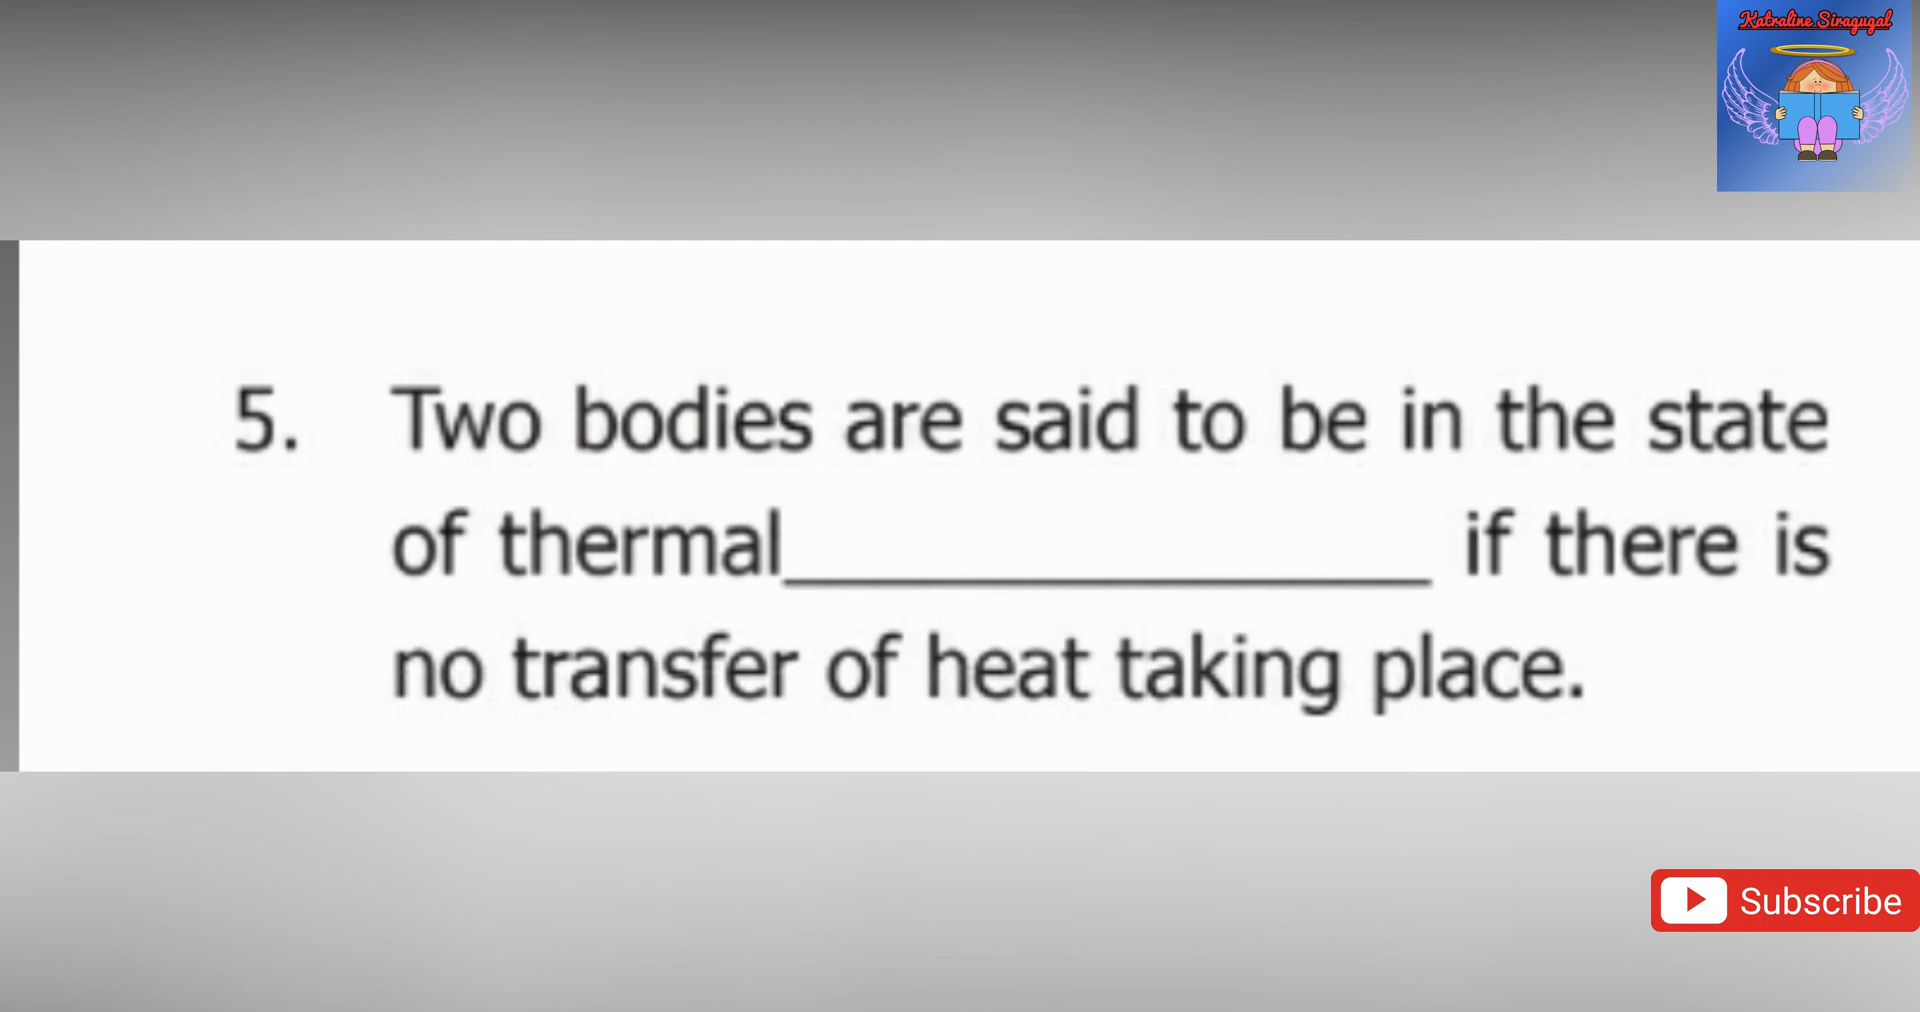 Katraline Siragugal
5. Two bodies are said to be in the state
of thermal______________ if there is
no transfer of heat taking place.
Subscribe